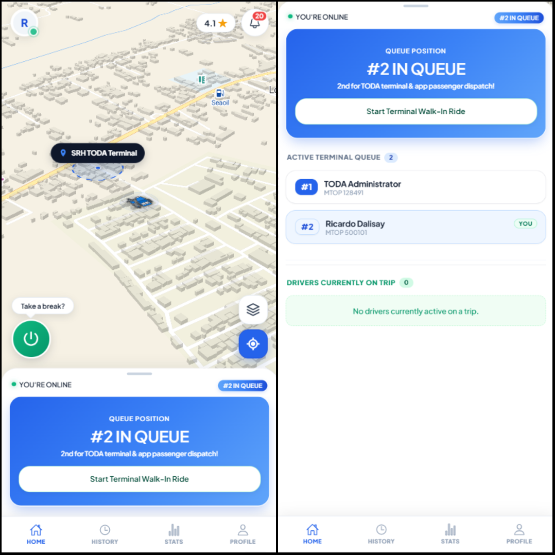 R
4.1
20
Seaoil
SRH TODA Terminal
Take a break?
YOU'RE ONLINE
#2 IN QUEUE
QUEUE POSITION
#2 IN QUEUE
2nd for TODA terminal & app passenger dispatch!
Start Terminal Walk-In Ride
HOME
HISTORY
STATS
PROFILE
YOU'RE ONLINE
#2 IN QUEUE
QUEUE POSITION
#2 IN QUEUE
2nd for TODA terminal & app passenger dispatch!
Start Terminal Walk-In Ride
ACTIVE TERMINAL QUEUE 2
#1
TODA Administrator
MTOP 128491
#2
Ricardo Dalisay
YOU
MTOP 500101
DRIVERS CURRENTLY ON TRIP 0
No drivers currently active on a trip.
HOME
HISTORY
STATS
PROFILE